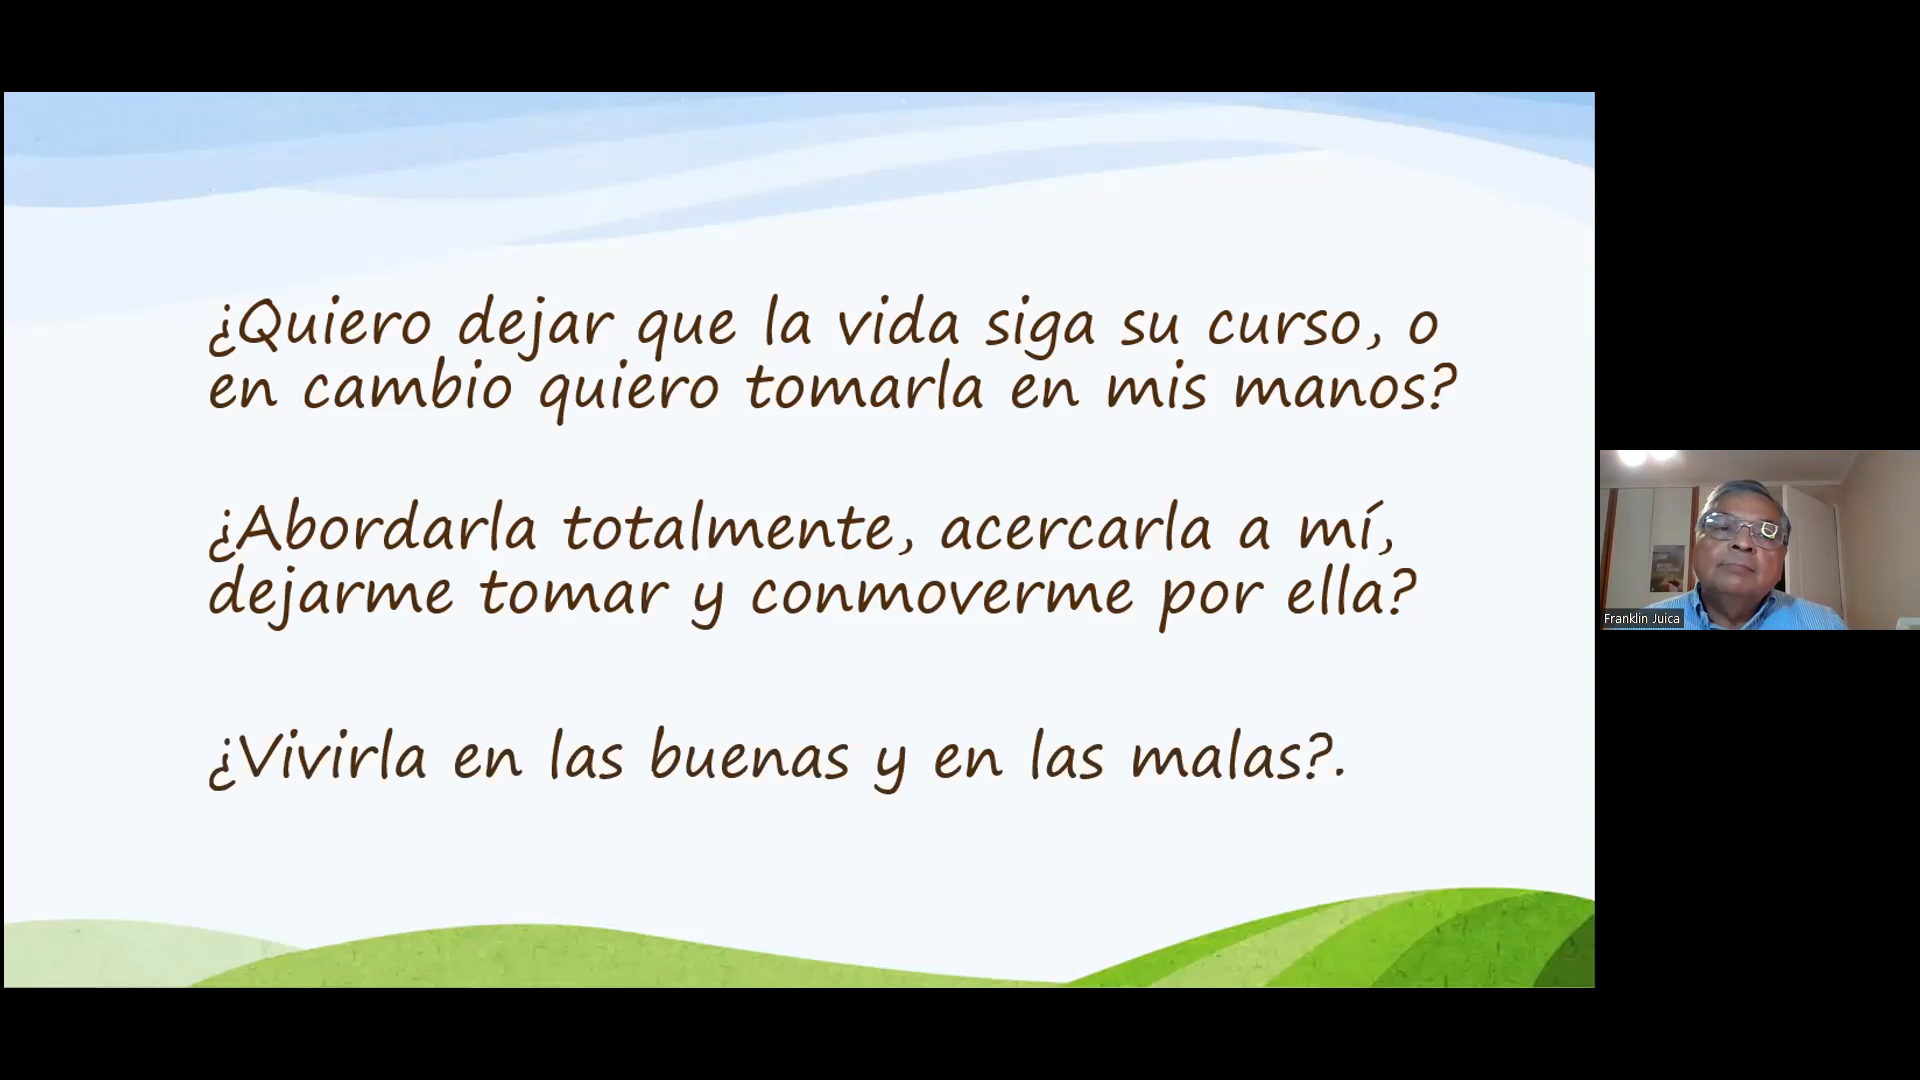 ¿Quiero dejar que la vida siga su curso, o
en cambio quiero tomarla en mis manos?
¿Abordarla totalmente, acercarla a mí,
dejarme tomar y conmoverme por ella?
¿Vivirla en las buenas y en las malas?.
Franklin Juica